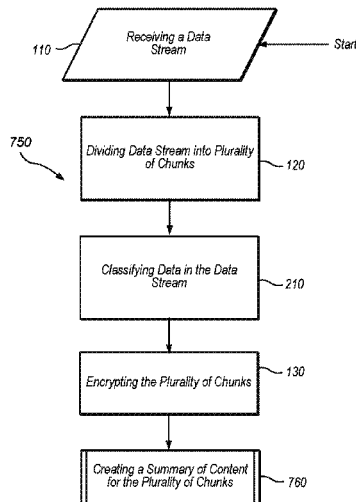 Receiving a Data
Stream
110
Start
750
Dividing Data Stream into Plurality
of Chunks
120
Classifying Data in the Data
Stream
210
Encrypting the Plurality of Chunks
130
Creating a Summary of Content
for the Plurality of Chunks
760